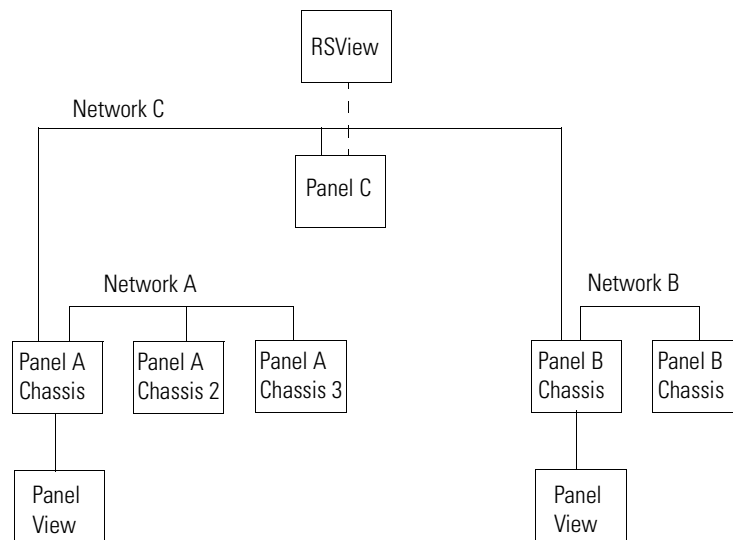 RSView
Network C
Panel C
Network A
Network B
Panel A
Chassis
Panel A
Chassis 2
Panel A
Chassis 3
Panel B
Chassis
Panel B
Chassis
Panel
View
Panel
View